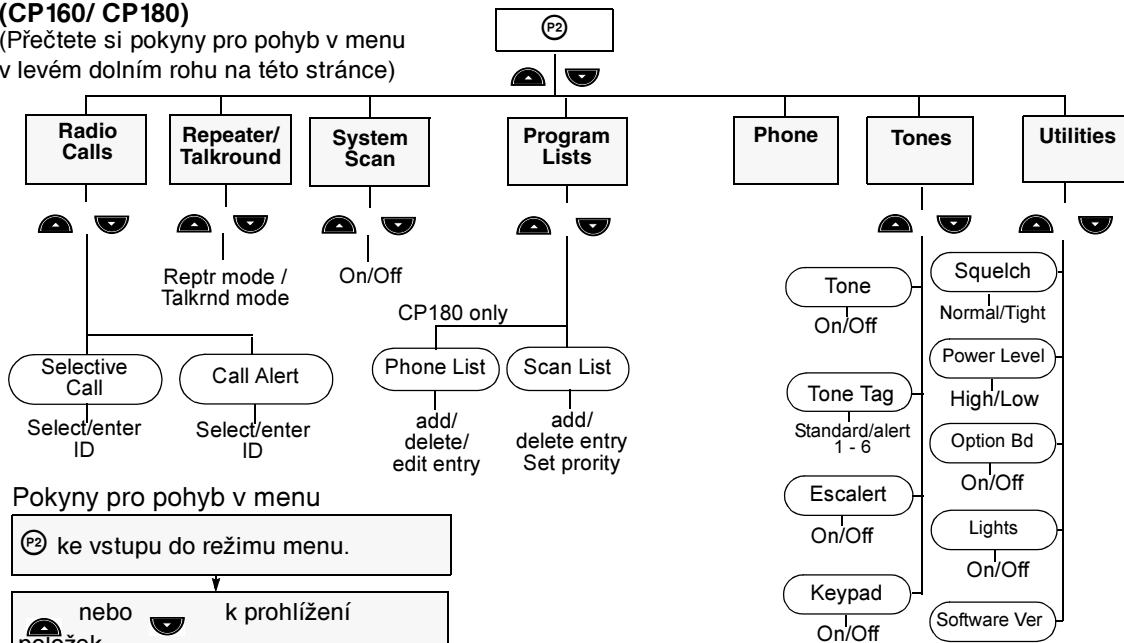 (CP160/ CP180)
(Přečtete si pokyny pro pohyb v menu
v levém dolním rohu na této stránce)
P2
Radio
Calls
Repeater/
Talkround
System
Scan
Program
Lists
Phone
Tones
Utilities
Reptr mode /
Talkrnd mode
On/Off
CP180 only
Selective
Call
Select/enter
ID
Call Alert
Select/enter
ID
Phone List
add/
delete/
edit entry
Scan List
add/
delete entry
Set prority
Tone
On/Off
Tone Tag
Standard/alert
1 - 6
Escalert
On/Off
Keypad
On/Off
Squelch
Normal/Tight
Power Level
High/Low
Option Bd
On/Off
Lights
On/Off
Software Ver
Pokyny pro pohyb v menu
P2 ke vstupu do režimu menu.
nebo k prohlížení
položek